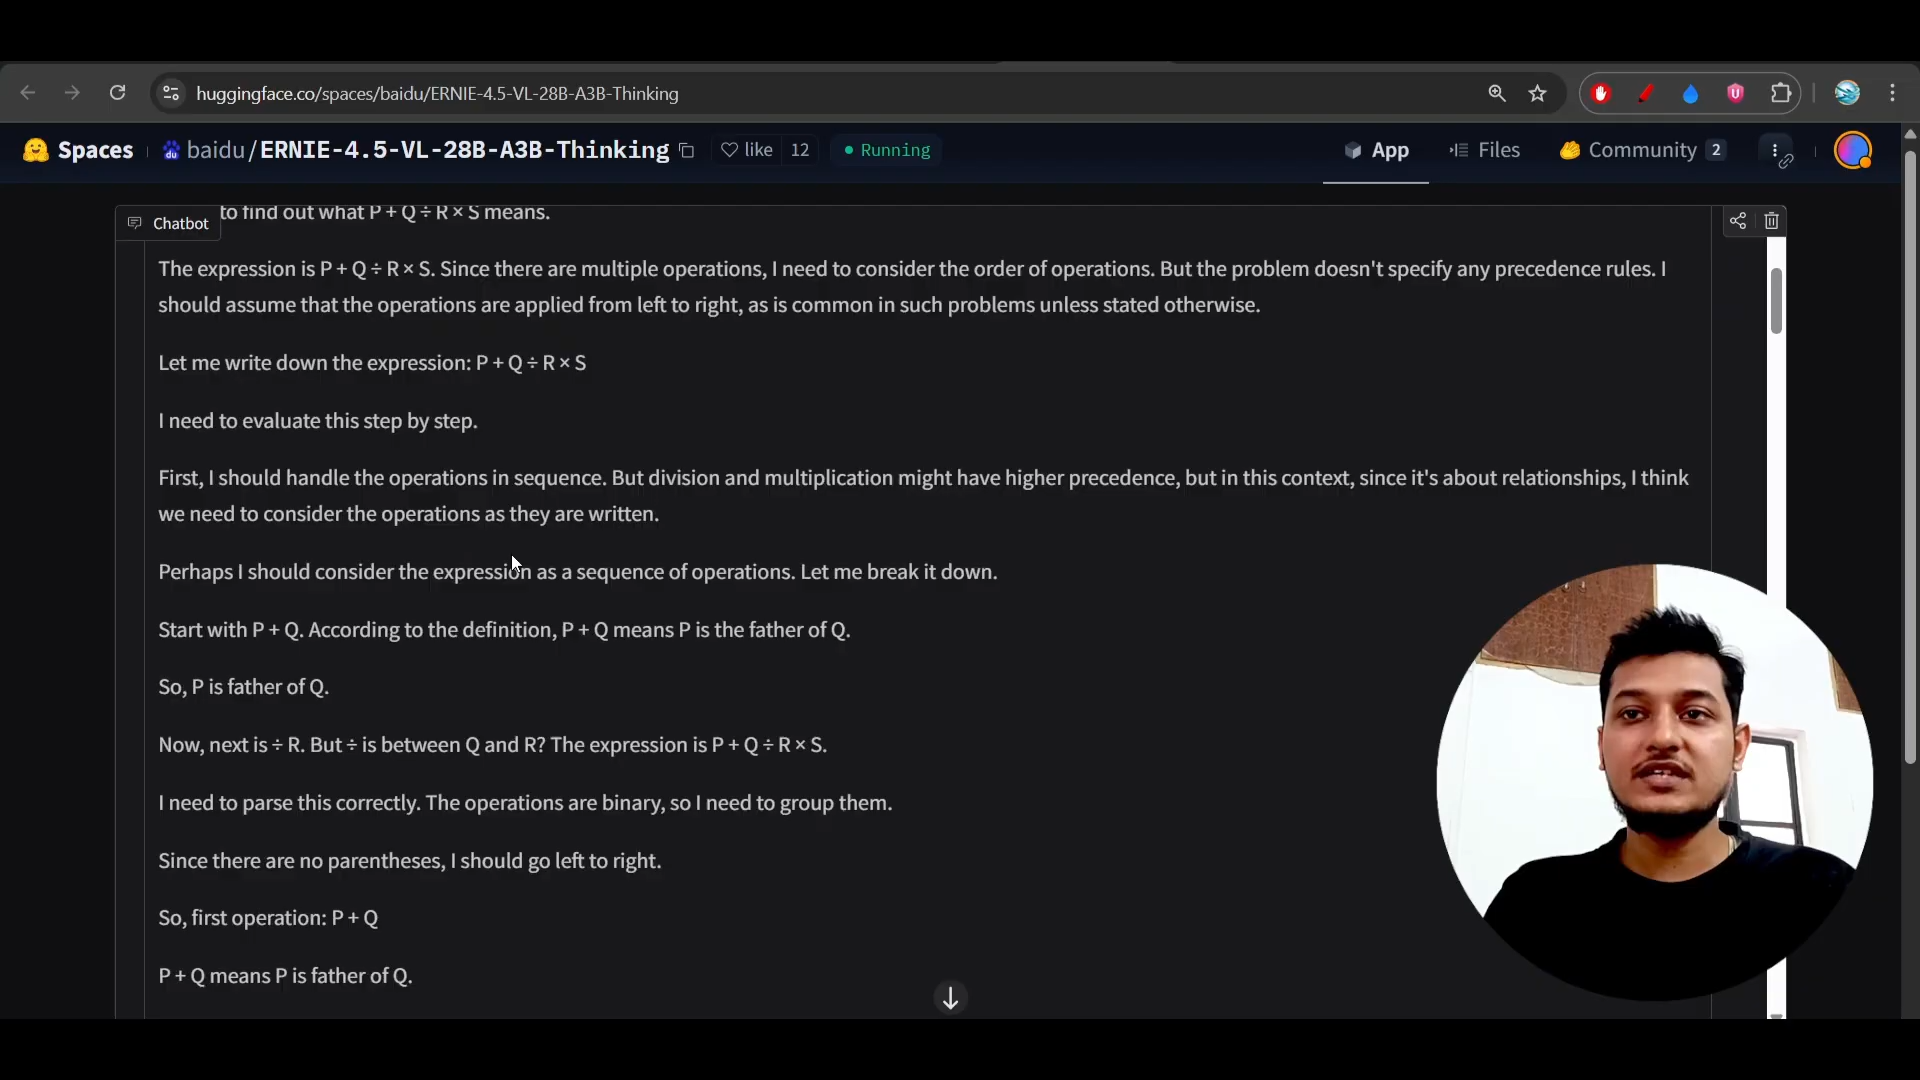 huggingface.co/spaces/baidu/ERNIE-4.5-VL-28B-A3B-Thinking
Spaces
baidu/ERNIE-4.5-VL-28B-A3B-Thinking
like 12
Running
App
Files
Community 2
Chatbot
to find out what P + Q ÷ R × S means.
The expression is P + Q ÷ R × S. Since there are multiple operations, I need to consider the order of operations. But the problem doesn't specify any precedence rules. I
should assume that the operations are applied from left to right, as is common in such problems unless stated otherwise.
Let me write down the expression: P + Q ÷ R × S
I need to evaluate this step by step.
First, I should handle the operations in sequence. But division and multiplication might have higher precedence, but in this context, since it's about relationships, I think
we need to consider the operations as they are written.
Perhaps I should consider the expression as a sequence of operations. Let me break it down.
Start with P + Q. According to the definition, P + Q means P is the father of Q.
So, P is father of Q.
Now, next is ÷ R. But ÷ is between Q and R? The expression is P + Q ÷ R × S.
I need to parse this correctly. The operations are binary, so I need to group them.
Since there are no parentheses, I should go left to right.
So, first operation: P + Q
P + Q means P is father of Q.